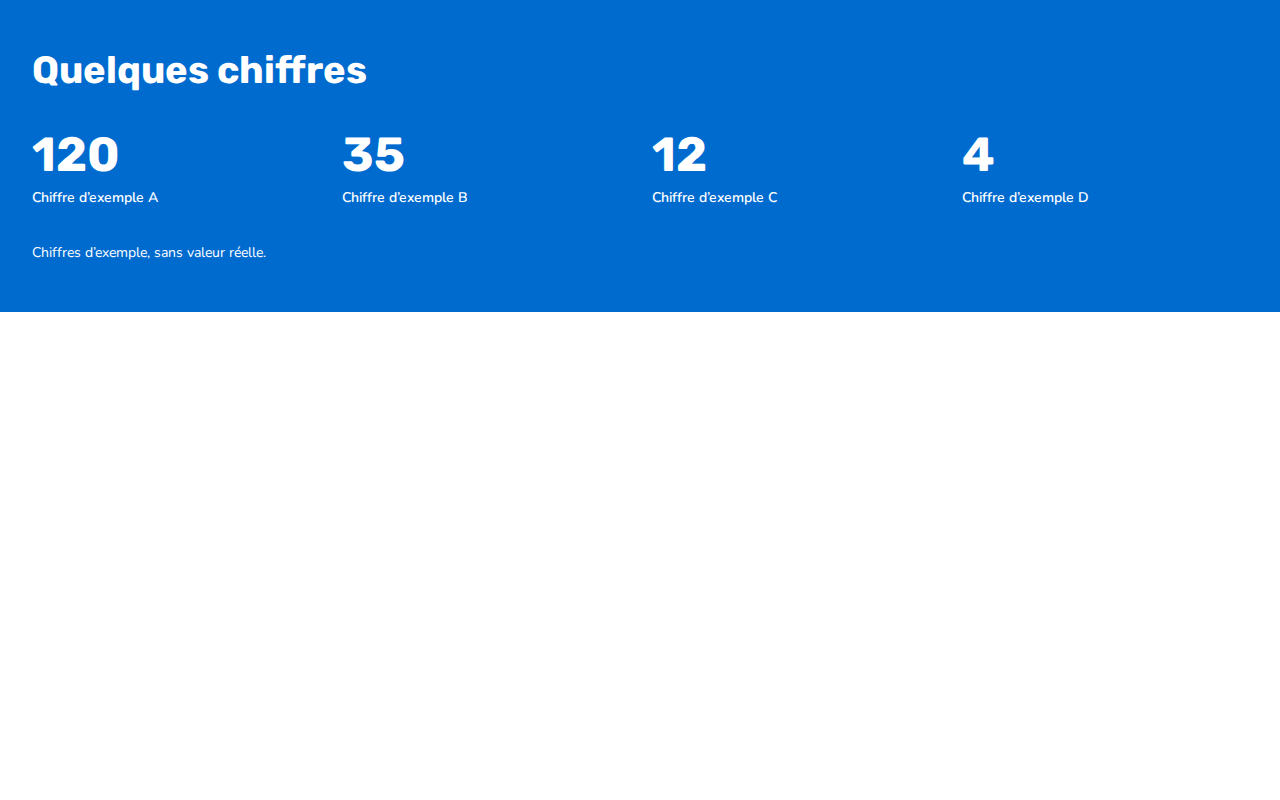 Quelques chiffres
120
35
12
4
Chiffre d’exemple A
Chiffre d’exemple B
Chiffre d’exemple C
Chiffre d’exemple D
Chiffres d’exemple, sans valeur réelle.